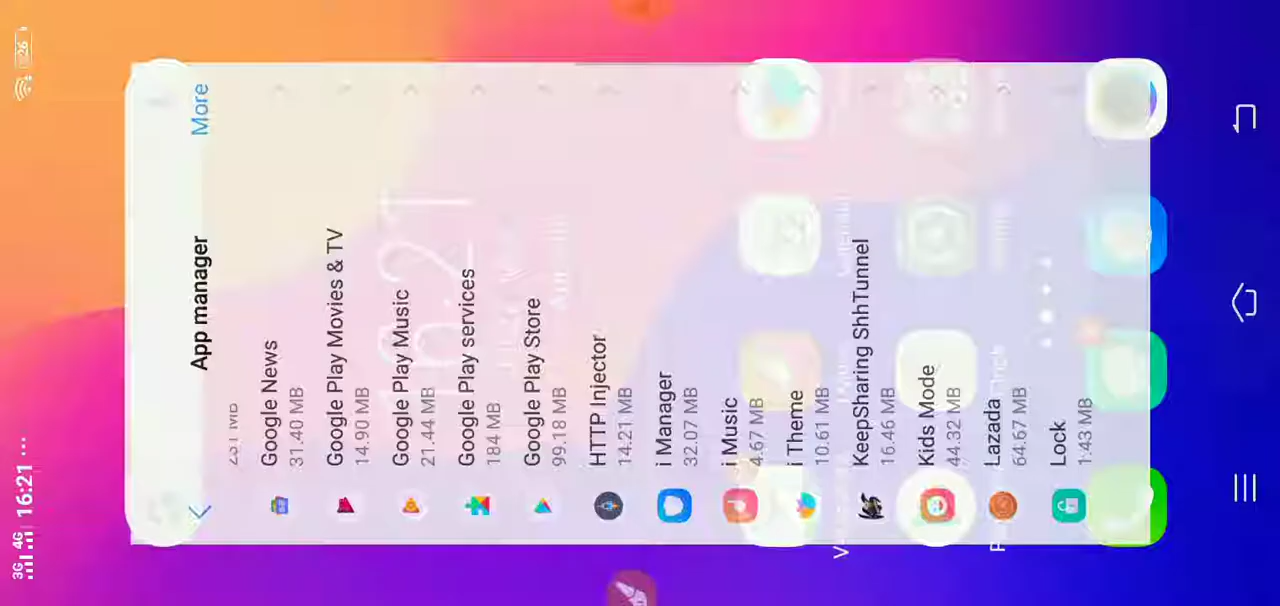 3G 4G 16:21 ...
26
App manager
More
Google News
31.40 MB
Google Play Movies & TV
14.90 MB
Google Play Music
21.44 MB
Google Play services
184 MB
Google Play Store
99.18 MB
HTTP Injector
14.21 MB
i Manager
32.07 MB
i Music
4.67 MB
i Theme
10.61 MB
KeepSharing ShhTunnel
16.46 MB
Kids Mode
44.32 MB
Lazada
64.67 MB
Lock
1.43 MB
16:21